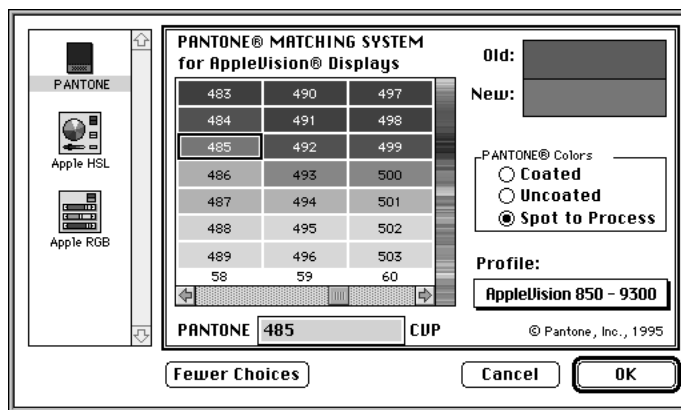 PANTONE
Apple HSL
Apple RGB
PANTONE® MATCHING SYSTEM
for AppleVision® Displays
483 490 497
484 491 498
485 492 499
486 493 500
487 494 501
488 495 502
489 496 503
58 59 60
PANTONE 485 CVP
Old:
New:
PANTONE® Colors
Coated
Uncoated
Spot to Process
Profile:
AppleVision 850 - 9300
© Pantone, Inc., 1995
Fewer Choices
Cancel
OK